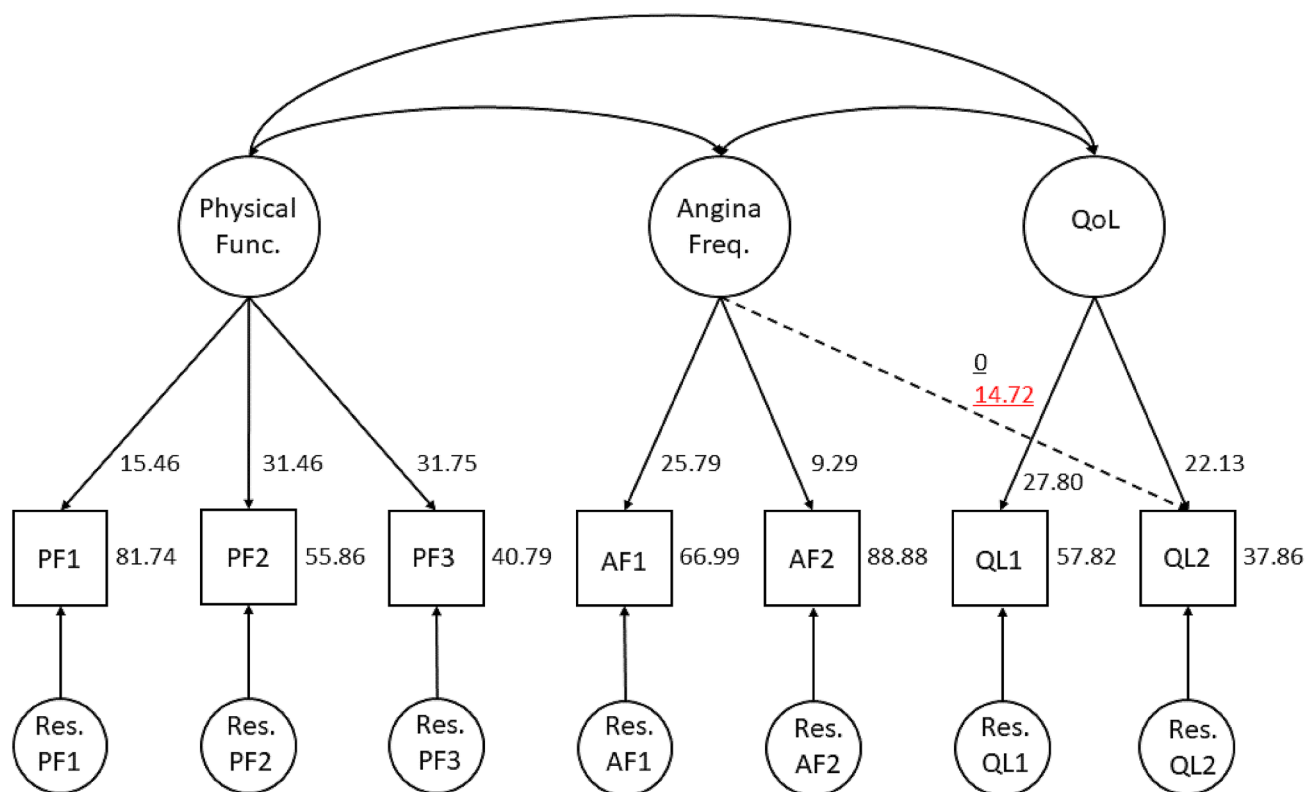 Physical
Func.
Angina
Freq.
QoL
0
14.72
15.46
31.46
31.75
25.79
9.29
27.80
22.13
PF1
81.74
PF2
55.86
PF3
40.79
AF1
66.99
AF2
88.88
QL1
57.82
QL2
37.86
Res.
PF1
Res.
PF2
Res.
PF3
Res.
AF1
Res.
AF2
Res.
QL1
Res.
QL2